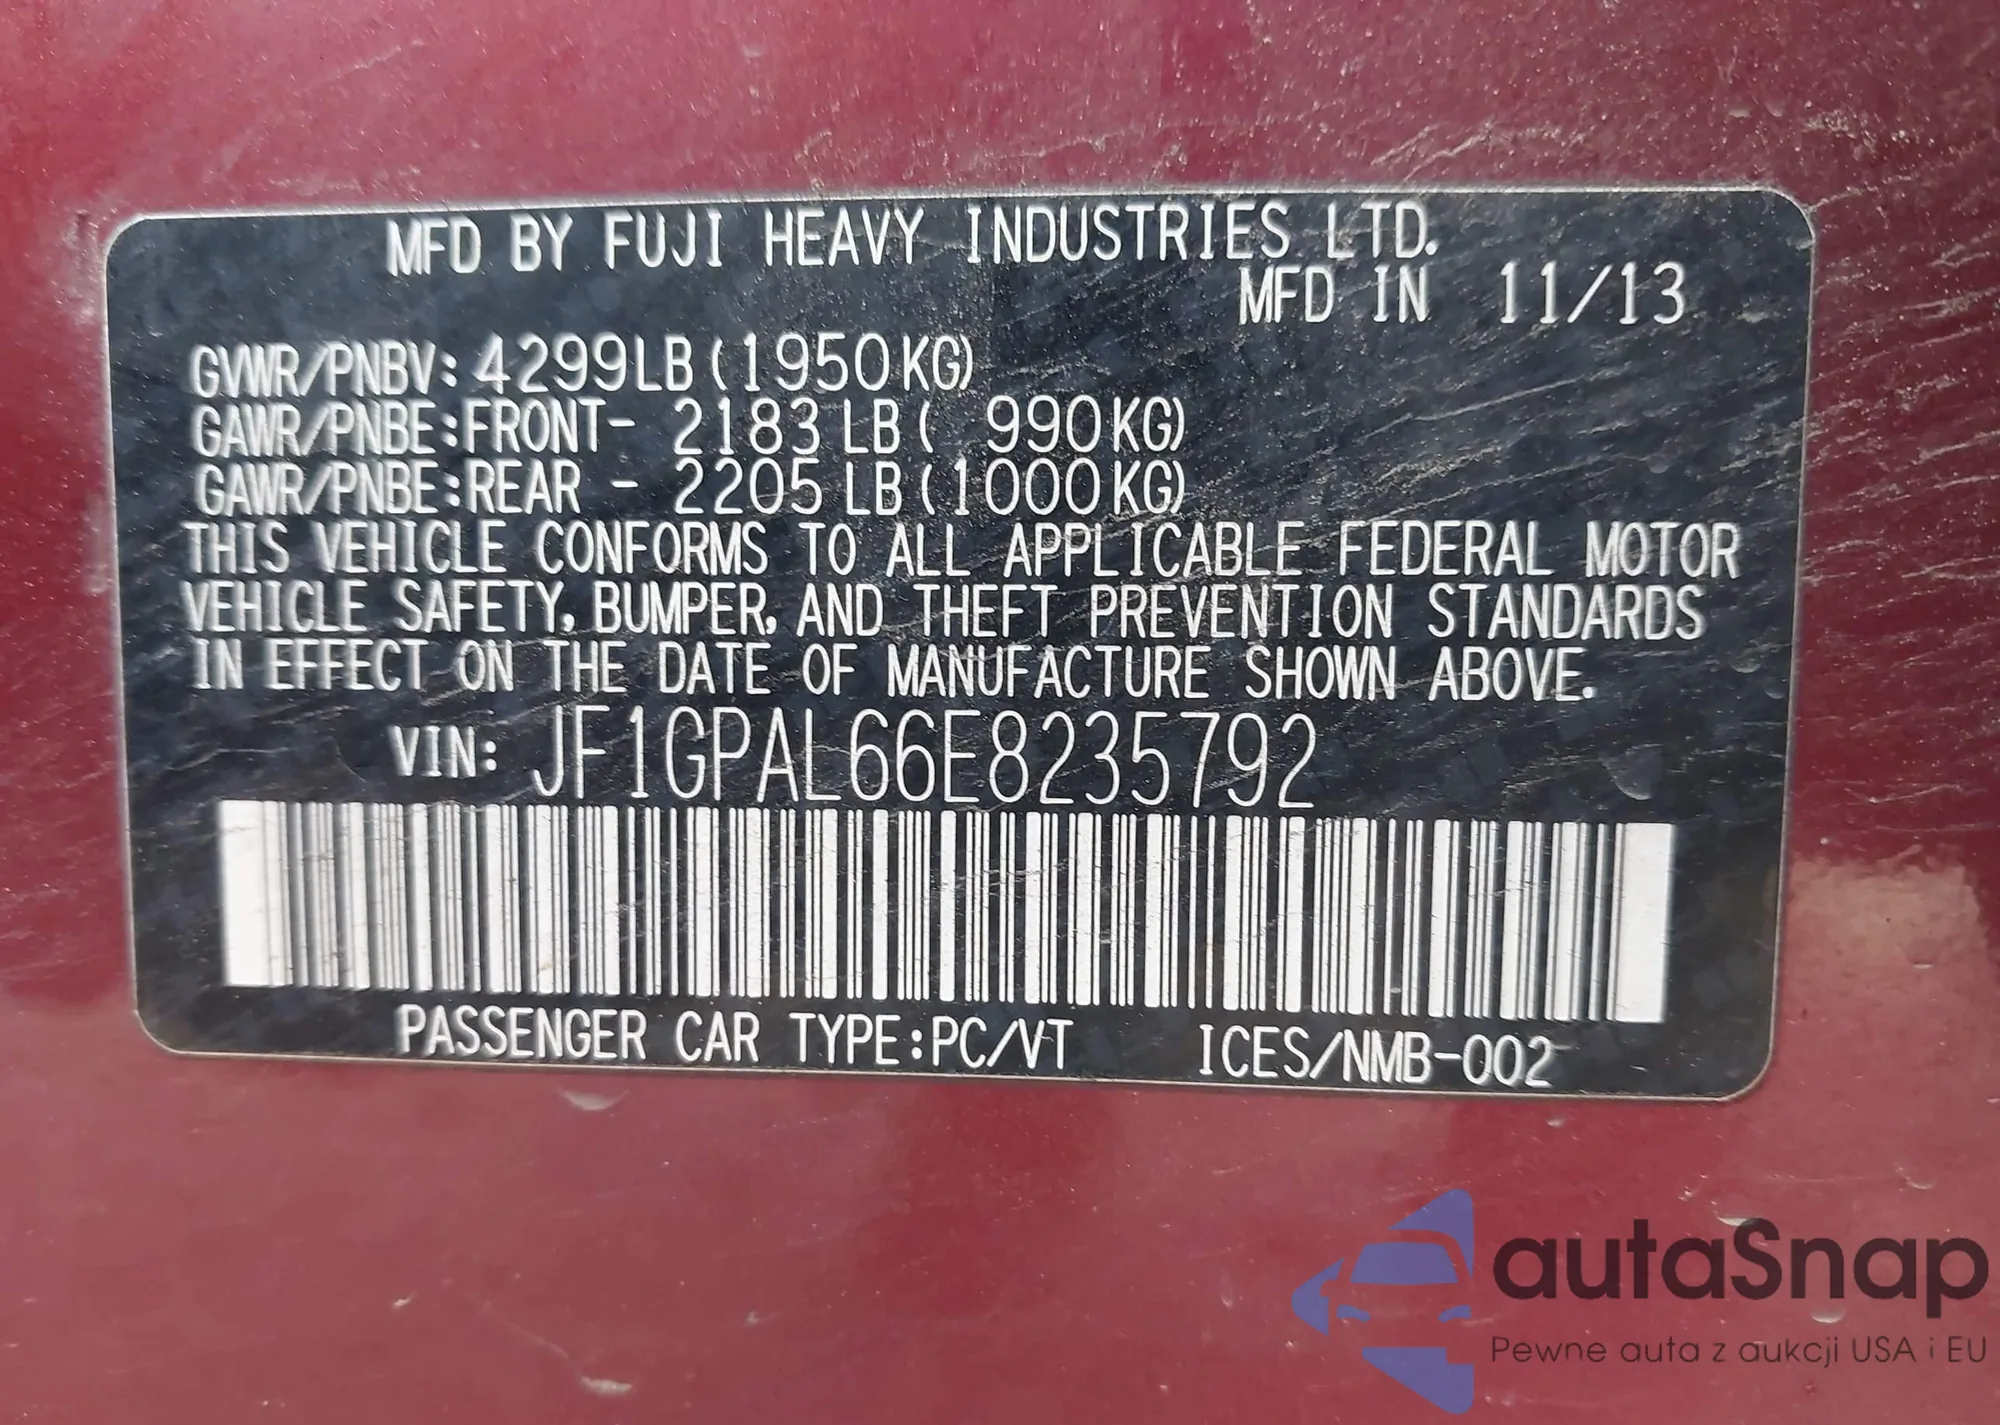 MFD BY FUJI HEAVY INDUSTRIES LTD.
MFD IN 11/13
GVWR/PNBV: 4299LB (1950KG)
GAWR/PNBE:FRONT- 2183 LB ( 990KG)
GAWR/PNBE:REAR - 2205 LB (1000KG)
THIS VEHICLE CONFORMS TO ALL APPLICABLE FEDERAL MOTOR
VEHICLE SAFETY, BUMPER, AND THEFT PREVENTION STANDARDS
IN EFFECT ON THE DATE OF MANUFACTURE SHOWN ABOVE.
VIN: JF1GPAL66E8235792
PASSENGER CAR TYPE:PC/VT ICES/NMB-002
autaSnap
Pewne auta z aukcji USA i EU